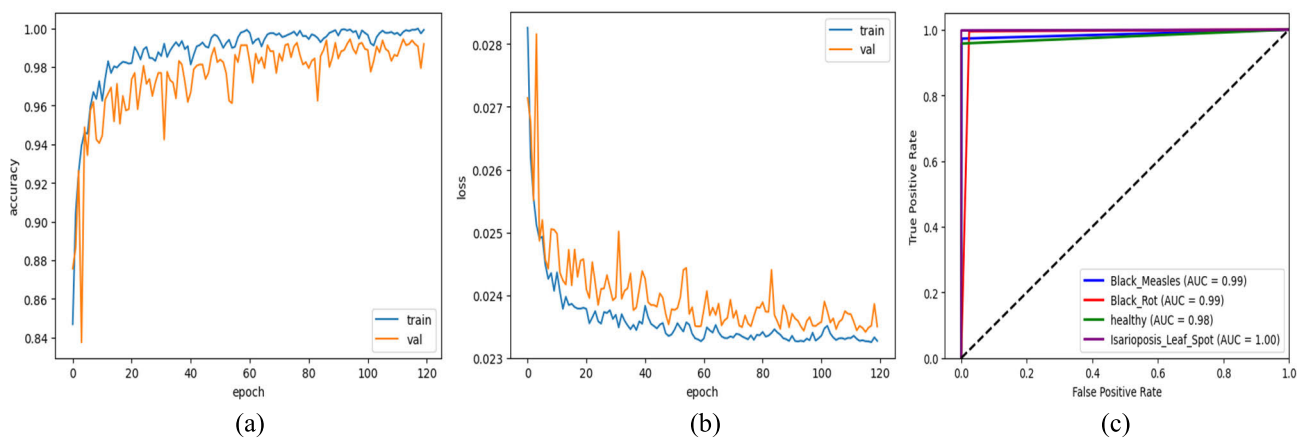 1.00
0.98
0.96
0.94
0.92
0.90
0.88
0.86
0.84
accuracy
0
20
40
60
80
100
120
epoch
train
val
(a)
0.028
0.027
0.026
0.025
0.024
0.023
loss
0
20
40
60
80
100
120
epoch
train
val
(b)
1.0
0.8
0.6
0.4
0.2
0.0
True Positive Rate
0.0
0.2
0.4
0.6
0.8
1.0
False Positive Rate
Black_Measles (AUC = 0.99)
Black_Rot (AUC = 0.99)
healthy (AUC = 0.98)
Isarioposis_Leaf_Spot (AUC = 1.00)
(c)